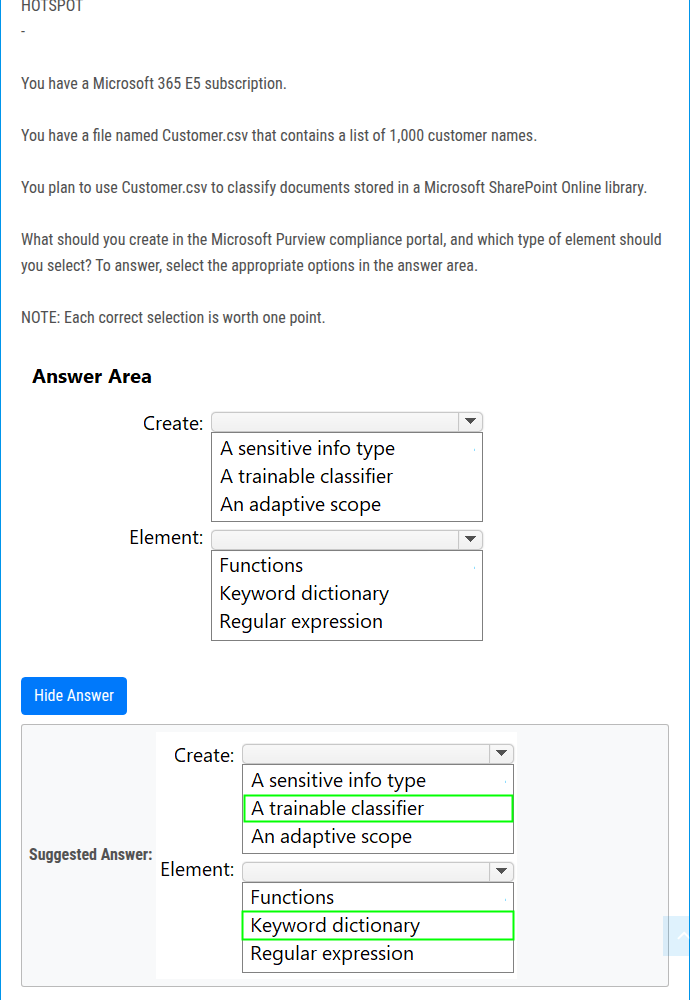 HOTSPOT
-
You have a Microsoft 365 E5 subscription.
You have a file named Customer.csv that contains a list of 1,000 customer names.
You plan to use Customer.csv to classify documents stored in a Microsoft SharePoint Online library.
What should you create in the Microsoft Purview compliance portal, and which type of element should
you select? To answer, select the appropriate options in the answer area.
NOTE: Each correct selection is worth one point.
Answer Area
Create:
A sensitive info type
A trainable classifier
An adaptive scope
Element:
Functions
Keyword dictionary
Regular expression
Hide Answer
Suggested Answer:
Create:
A sensitive info type
A trainable classifier
An adaptive scope
Element:
Functions
Keyword dictionary
Regular expression